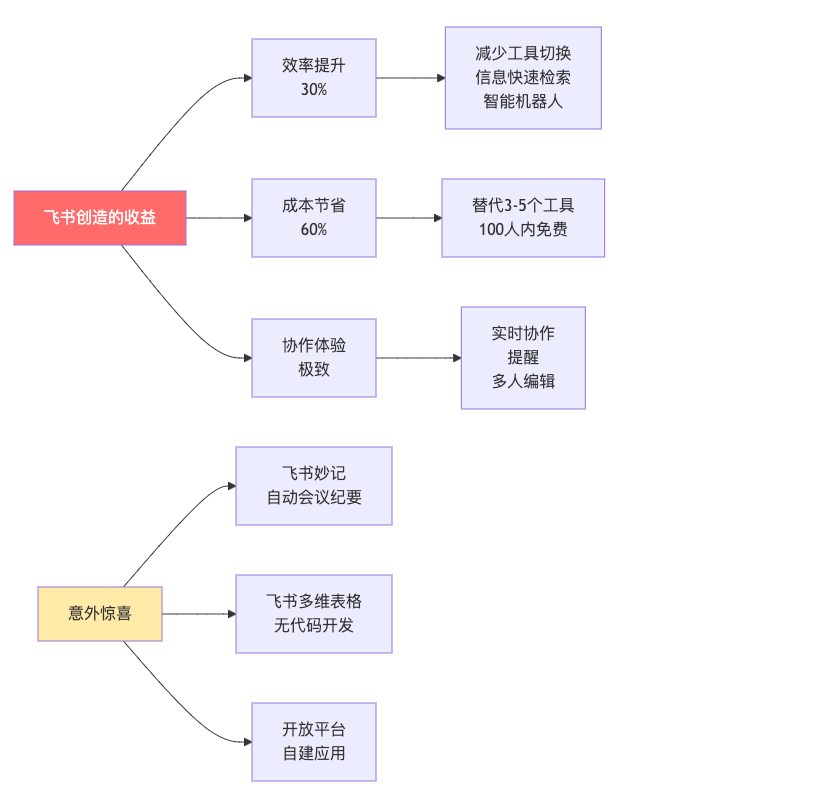 飞书创造的收益
效率提升
30%
减少工具切换
信息快速检索
智能机器人
成本节省
60%
替代3-5个工具
100人内免费
协作体验
极致
实时协作
提醒
多人编辑
意外惊喜
飞书妙记
自动会议纪要
飞书多维表格
无代码开发
开放平台
自建应用